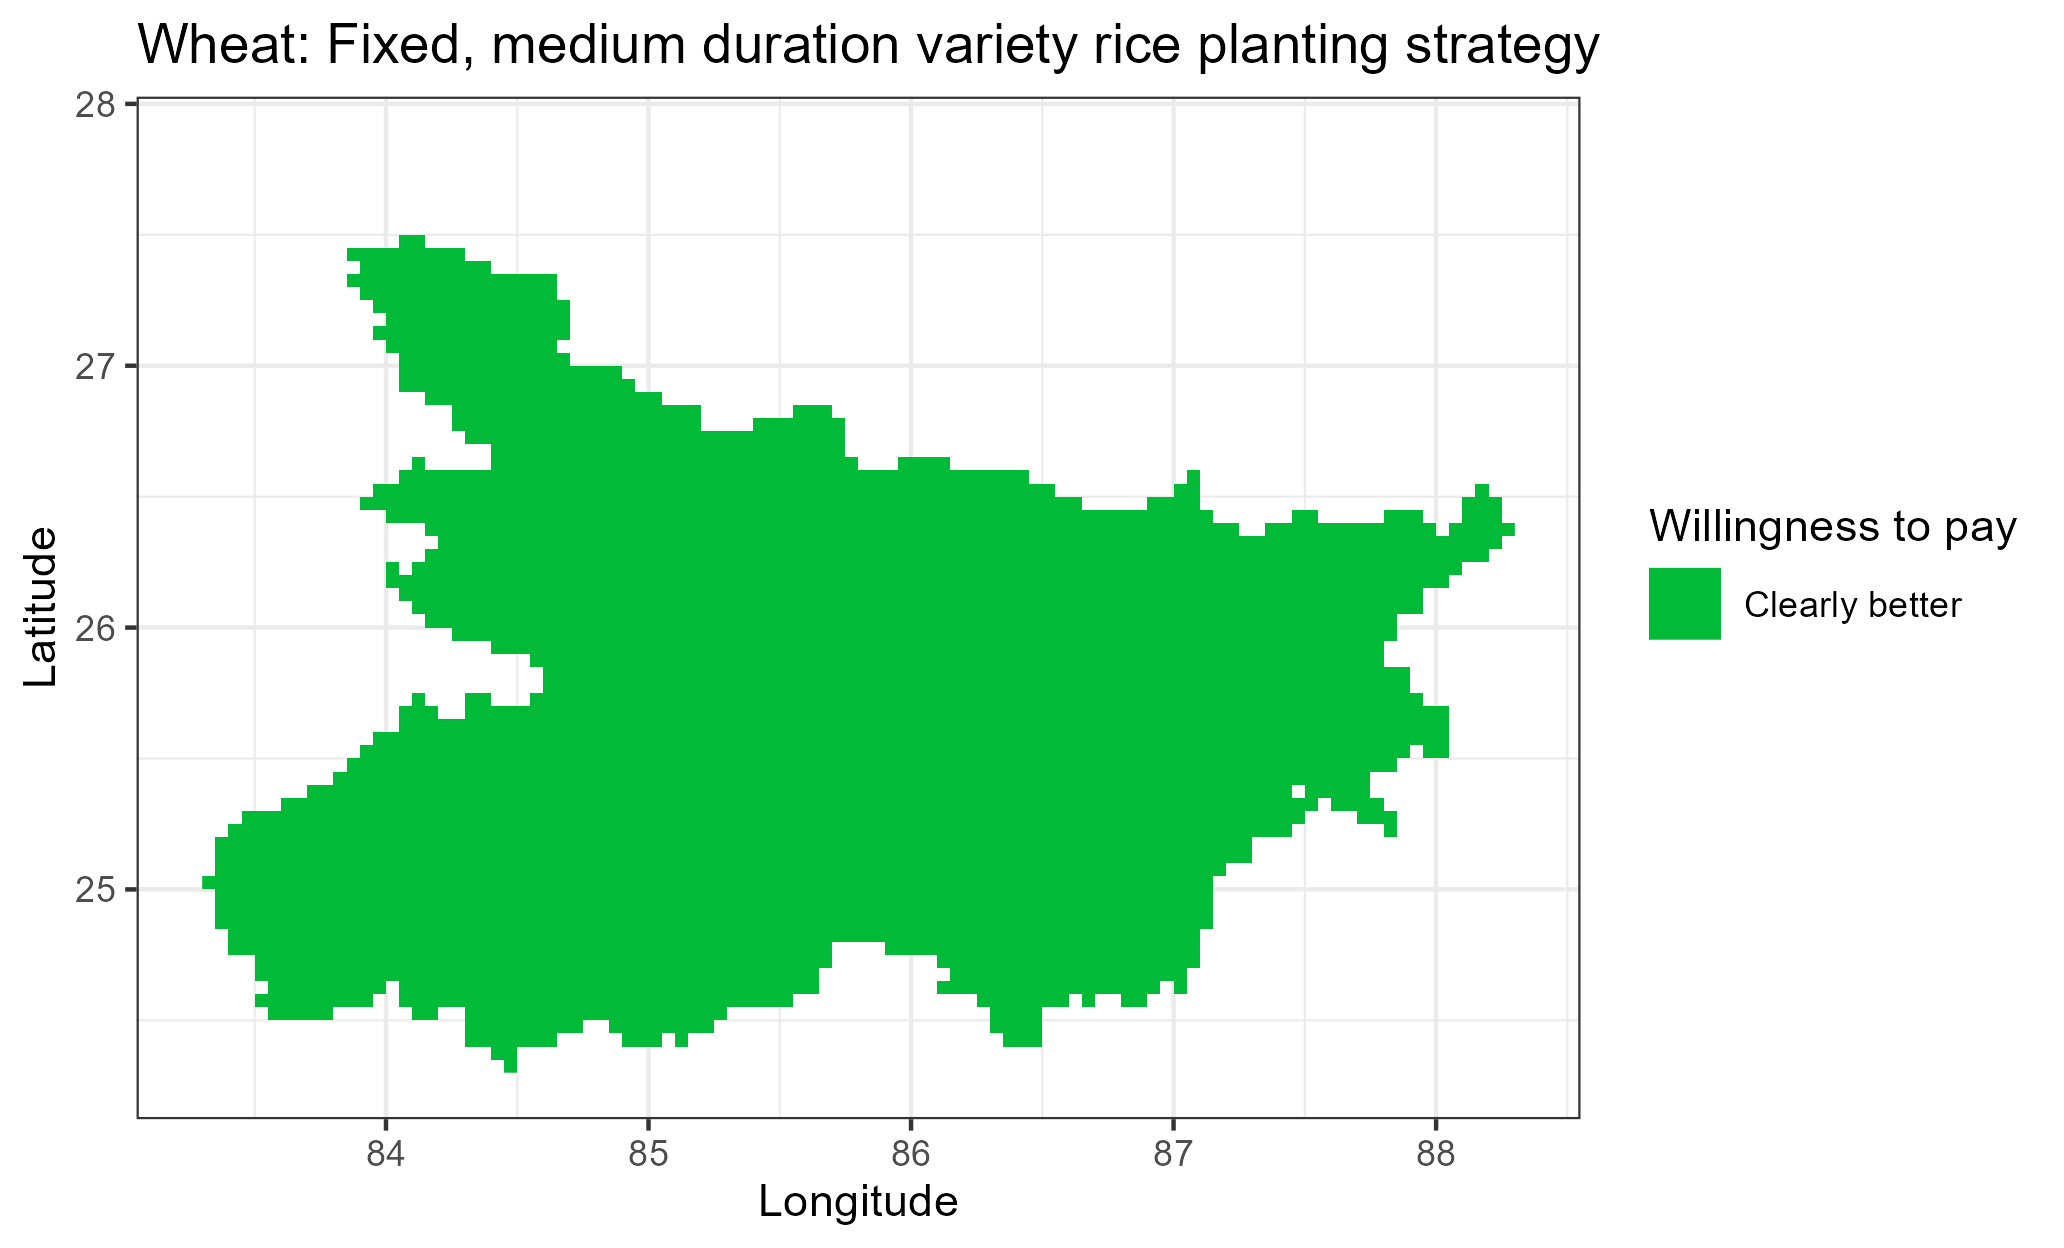 Wheat: Fixed, medium duration variety rice planting strategy
28
27
26
25
Latitude
84 85 86 87 88
Longitude
Willingness to pay
Clearly better